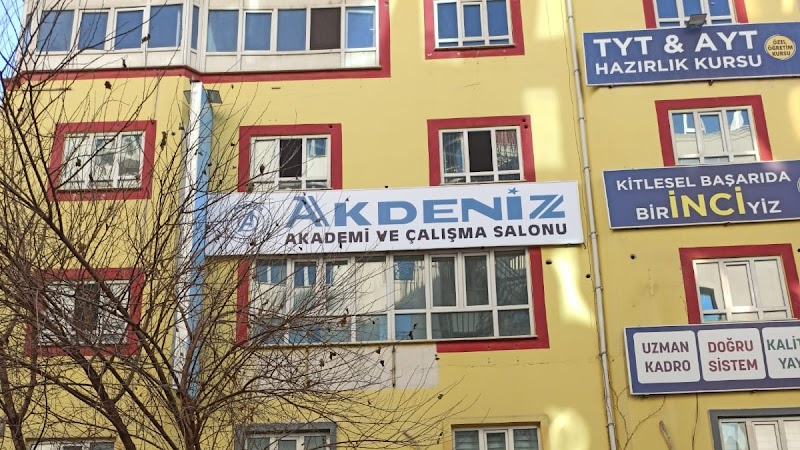 AKDENİZ
AKADEMİ VE ÇALIŞMA SALONU
TYT & AYT
HAZIRLIK KURSU
ÖZEL
ÖĞRETİM
KURSU
KİTLESEL BAŞARIDA
BİRİNCİYİZ
UZMAN
KADRO
DOĞRU
SİSTEM